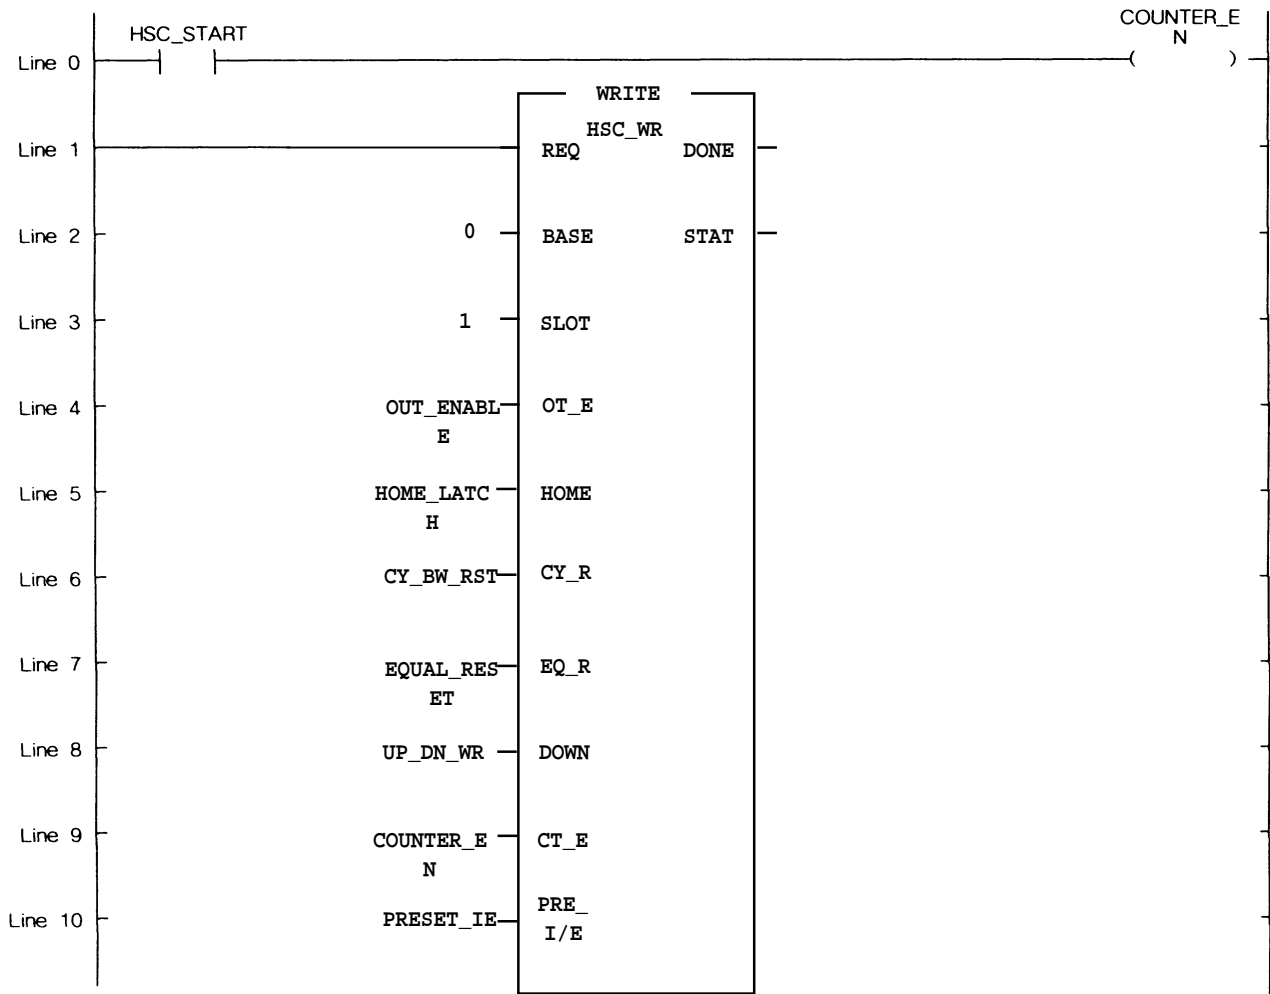 HSC_START
COUNTER_E
N
Line 0
( )
WRITE
HSC_WR
Line 1
REQ DONE
Line 2 0 BASE STAT
Line 3 1 SLOT
Line 4 OUT_ENABL OT_E
E
Line 5 HOME_LATC HOME
H
Line 6 CY_BW_RST CY_R
Line 7 EQUAL_RES EQ_R
ET
Line 8 UP_DN_WR DOWN
Line 9 COUNTER_E CT_E
N
Line 10 PRESET_IE PRE_
I/E